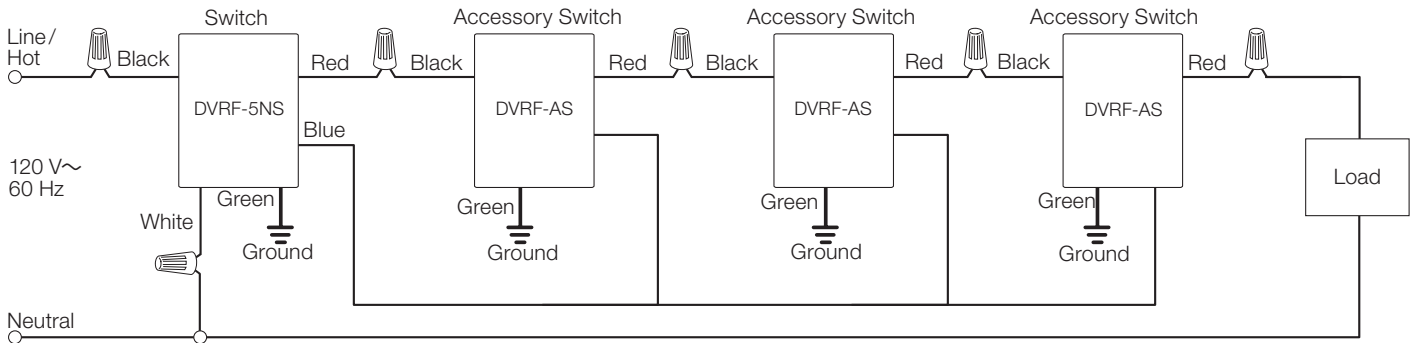 Switch
Accessory Switch
Accessory Switch
Accessory Switch
Line/
Hot
Black
Red
Black
Red
Black
Red
Black
Red
DVRF-5NS
DVRF-AS
DVRF-AS
DVRF-AS
Blue
120 V~
60 Hz
Load
Green
Green
Green
Green
White
Ground
Ground
Ground
Ground
Neutral